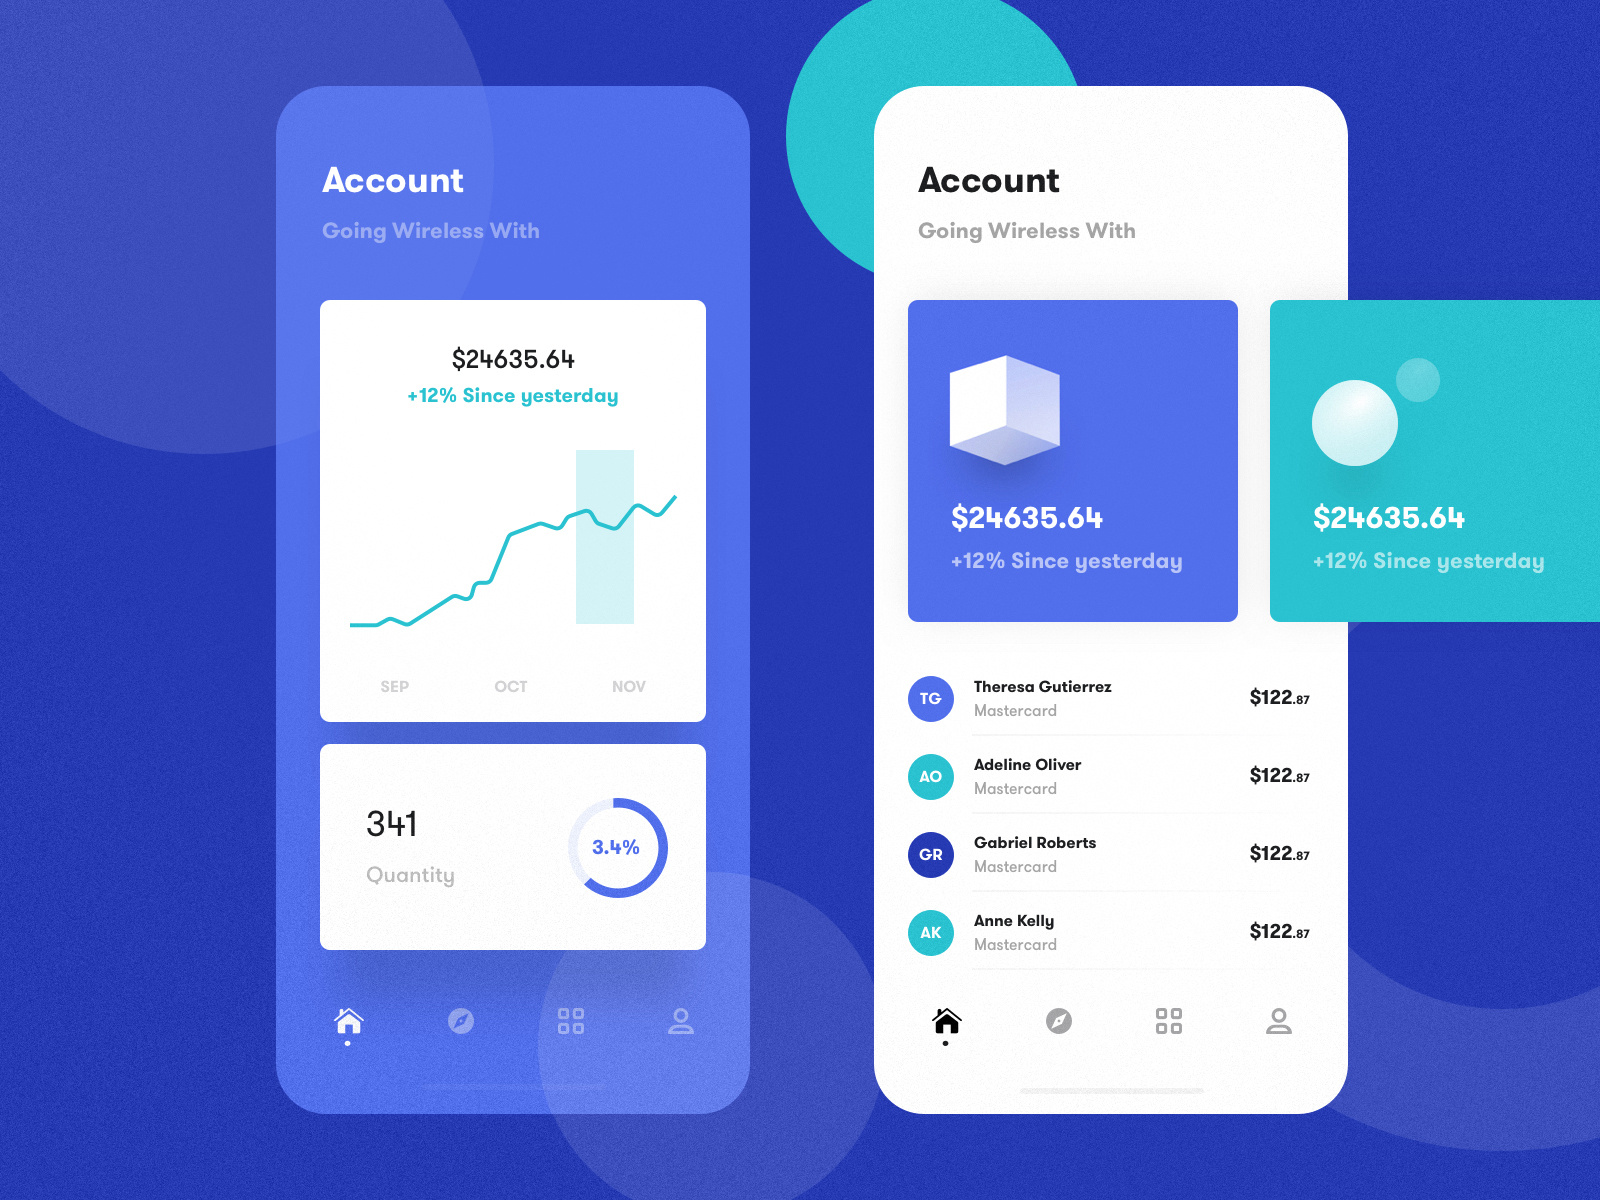 Account
Going Wireless With
$24635.64
+12% Since yesterday
SEP OCT NOV
341
Quantity
3.4%
Account
Going Wireless With
$24635.64
+12% Since yesterday
$24635.64
+12% Since yesterday
TG
Theresa Gutierrez
Mastercard
$122.87
AO
Adeline Oliver
Mastercard
$122.87
GR
Gabriel Roberts
Mastercard
$122.87
AK
Anne Kelly
Mastercard
$122.87